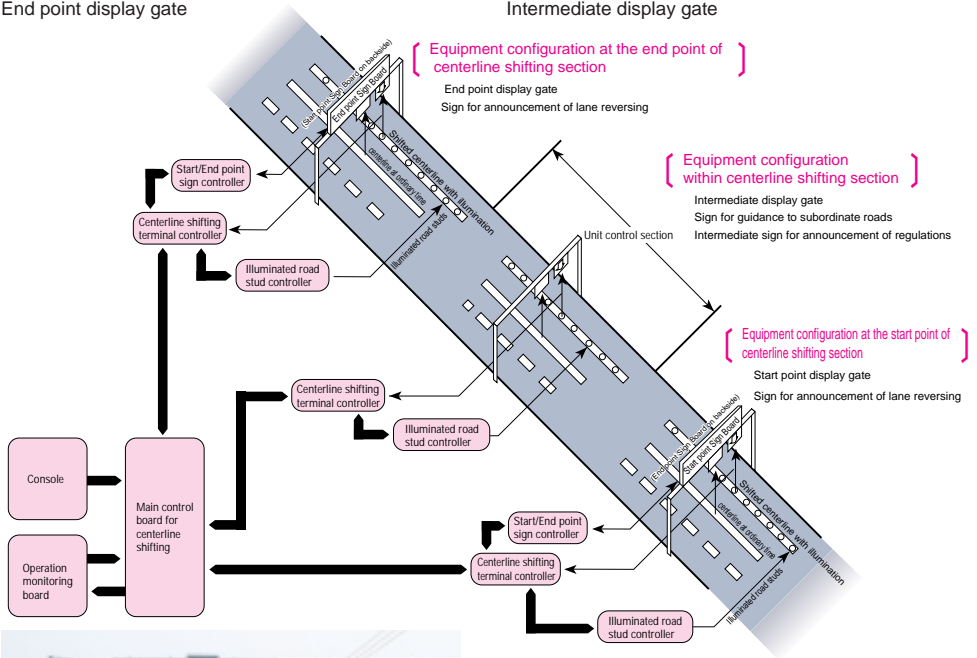 End point display gate
Intermediate display gate
Equipment configuration at the end point of
centerline shifting section
End point display gate
Sign for announcement of lane reversing
(Start point Sign Board on backside)
End point Sign Board
Shifted centerline with illumination
centerline at ordinary time
Illuminated road studs
Start/End point
sign controller
Centerline shifting
terminal controller
Illuminated road
stud controller
Equipment configuration
within centerline shifting section
Intermediate display gate
Sign for guidance to subordinate roads
Intermediate sign for announcement of regulations
Unit control section
Equipment configuration at the start point of
centerline shifting section
Start point display gate
Sign for announcement of lane reversing
Centerline shifting
terminal controller
Illuminated road
stud controller
(End point Sign Board on backside)
Start point Sign Board
Shifted centerline with illumination
centerline at ordinary time
Illuminated road studs
Console
Main control
board for
centerline
shifting
Operation
monitoring
board
Start/End point
sign controller
Centerline shifting
terminal controller
Illuminated road
stud controller